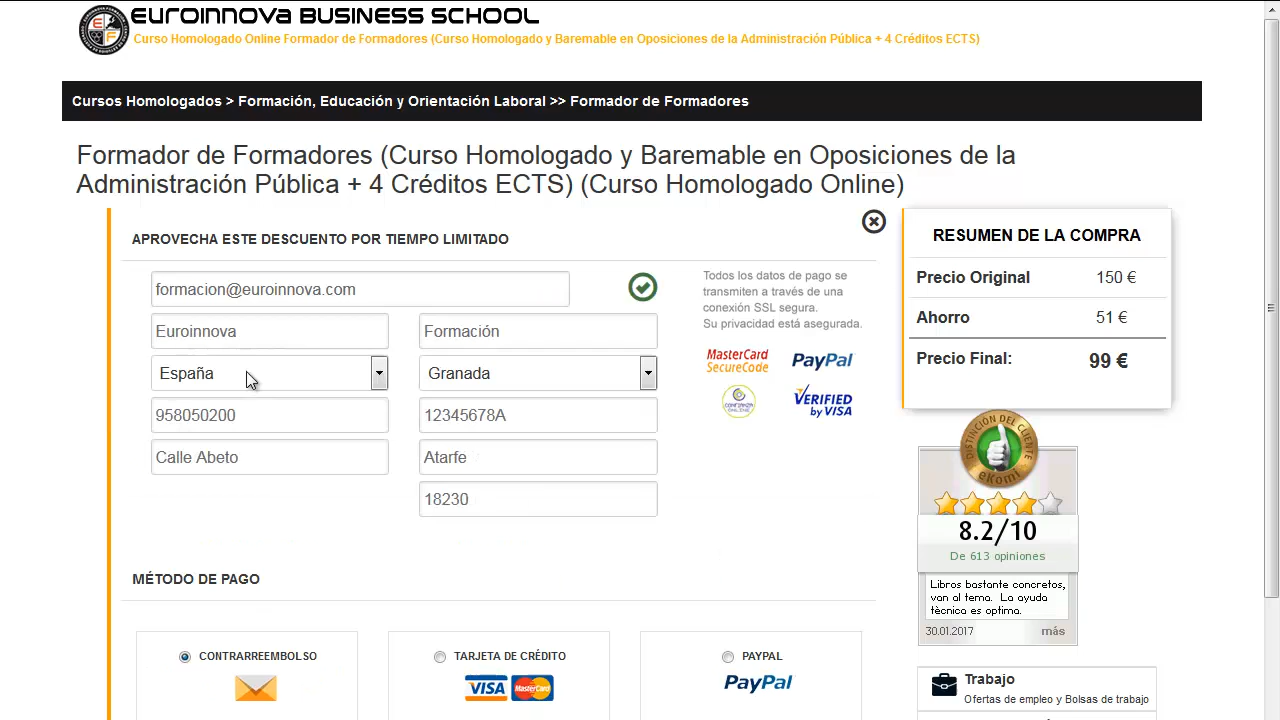 EUROINNOVA BUSINESS SCHOOL
Curso Homologado Online Formador de Formadores (Curso Homologado y Baremable en Oposiciones de la Administración Pública + 4 Créditos ECTS)
Cursos Homologados > Formación, Educación y Orientación Laboral >> Formador de Formadores
Formador de Formadores (Curso Homologado y Baremable en Oposiciones de la
Administración Pública + 4 Créditos ECTS) (Curso Homologado Online)
APROVECHA ESTE DESCUENTO POR TIEMPO LIMITADO
formacion@euroinnova.com
Euroinnova
Formación
España
Granada
958050200
12345678A
Calle Abeto
Atarfe
18230
Todos los datos de pago se
transmiten a través de una
conexión SSL segura.
Su privacidad está asegurada.
MasterCard
SecureCode
PayPal
CONFIANZA
ONLINE
VERIFIED
by VISA
RESUMEN DE LA COMPRA
Precio Original 150 €
Ahorro 51 €
Precio Final: 99 €
DISTINCIÓN DEL CLIENTE
eKomi
8.2/10
De 613 opiniones
Libros bastante concretos,
van al tema. La ayuda
tècnica es optima.
30.01.2017 más
Trabajo
Ofertas de empleo y Bolsas de trabajo
MÉTODO DE PAGO
CONTRARREEMBOLSO
TARJETA DE CRÉDITO
VISA MasterCard
PAYPAL
PayPal